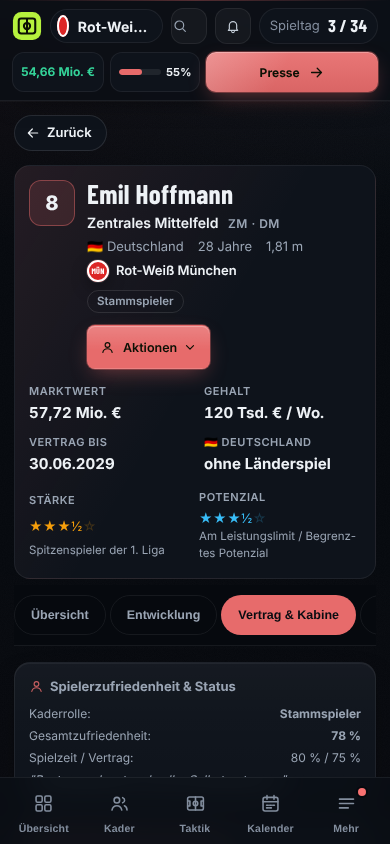 Rot-Wei...
Spieltag 3 / 34
54,66 Mio. €
55%
Presse →
← Zurück
8
Emil Hoffmann
Zentrales Mittelfeld ZM · DM
🇩🇪 Deutschland 28 Jahre 1,81 m
MÜN Rot-Weiß München
Stammspieler
Aktionen
MARKTWERT GEHALT
57,72 Mio. € 120 Tsd. € / Wo.
VERTRAG BIS 🇩🇪 DEUTSCHLAND
30.06.2029 ohne Länderspiel
STÄRKE POTENZIAL
★★★½☆ ★★★½☆
Spitzenspieler der 1. Liga Am Leistungslimit / Begrenz-
tes Potenzial
Übersicht Entwicklung Vertrag & Kabine
Spielerzufriedenheit & Status
Kaderrolle: Stammspieler
Gesamtzufriedenheit: 78 %
Spielzeit / Vertrag: 80 % / 75 %
Übersicht Kader Taktik Kalender Mehr